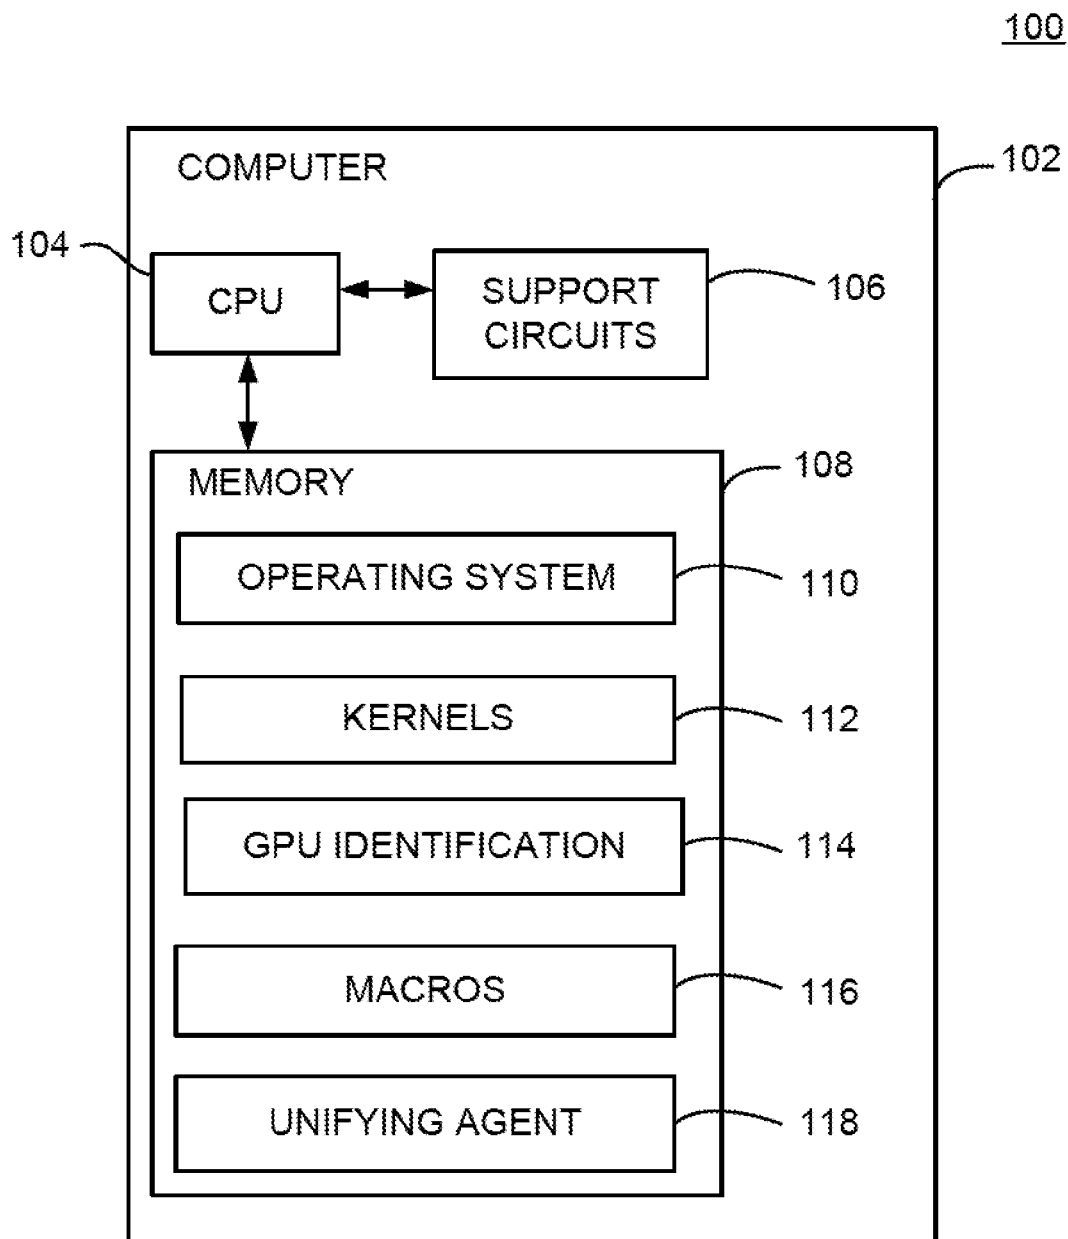 100
COMPUTER
102
104
CPU
SUPPORT
CIRCUITS
106
MEMORY
108
OPERATING SYSTEM
110
KERNELS
112
GPU IDENTIFICATION
114
MACROS
116
UNIFYING AGENT
118